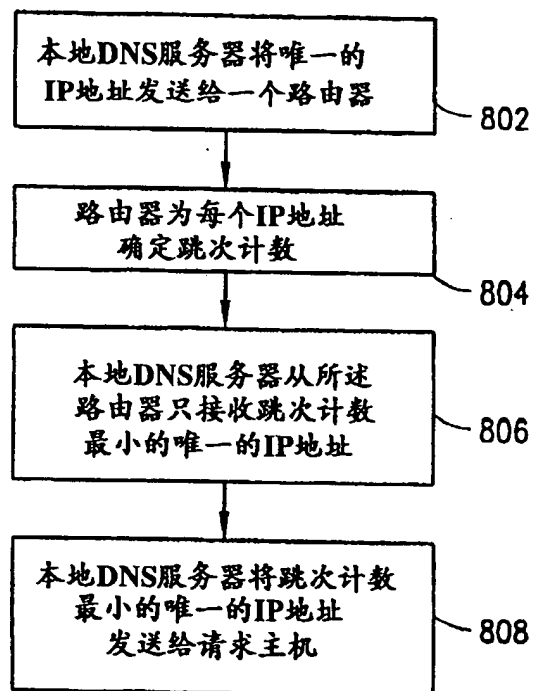 本地DNS服务器将唯一的
IP地址发送给一个路由器
802
路由器为每个IP地址
确定跳次计数
804
本地DNS服务器从所述
路由器只接收跳次计数
最小的唯一的IP地址
806
本地DNS服务器将跳次计数
最小的唯一的IP地址
发送给请求主机
808